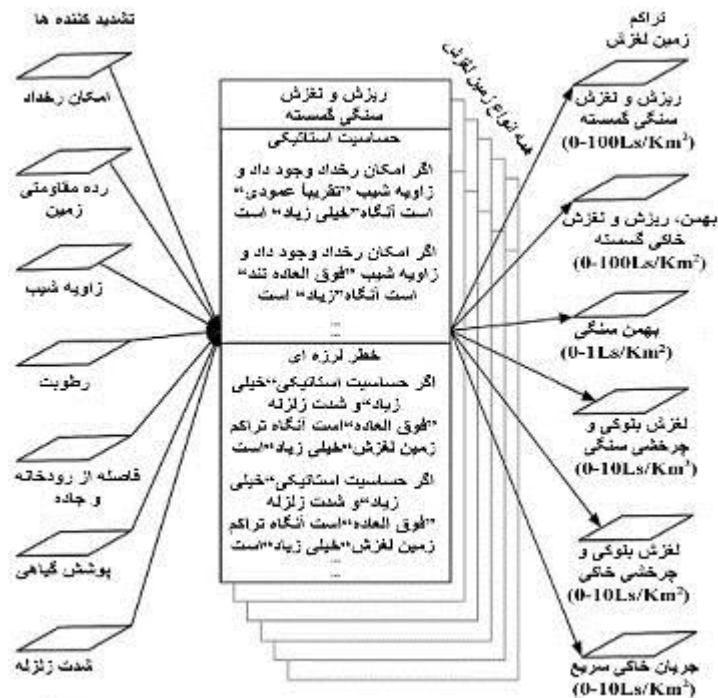 تشدید کننده ها
امکان رخداد
رده مقاومتی
زمین
زاویه شیب
رطوبت
فاصله از رودخانه
و جاده
پوشش گیاهی
شدت زلزله
ریزش و لغزش
سنگی گسسته
حساسیت استاتیکی
اگر امکان رخداد وجود داد و
زاویه شیب "تقریبا عمودی"
است آنگاه "خیلی زیاد" است
اگر امکان رخداد وجود داد و
زاویه شیب "فوق العاده تند"
است آنگاه "زیاد" است
...
...
خطر لرزه ای
اگر حساسیت استاتیکی "خیلی
زیاد" و شدت زلزله
"فوق العاده" است آنگاه تراکم
زمین لغزش "خیلی زیاد" است
اگر حساسیت استاتیکی "خیلی
زیاد" و شدت زلزله
"فوق العاده" است آنگاه تراکم
زمین لغزش "خیلی زیاد" است
...
...
همه انواع زمین لغزش
تراکم
زمین لغزش
ریزش و لغزش
سنگی گسسته
(0-100Ls/Km²)
بهمن، ریزش و لغزش
خاکی گسسته
(0-100Ls/Km²)
بهمن سنگی
(0-1Ls/Km²)
لغزش بلوکی و
چرخشی سنگی
(0-10Ls/Km²)
لغزش بلوکی و
چرخشی خاکی
(0-10Ls/Km²)
جریان خاکی سریع
(0-10Ls/Km²)